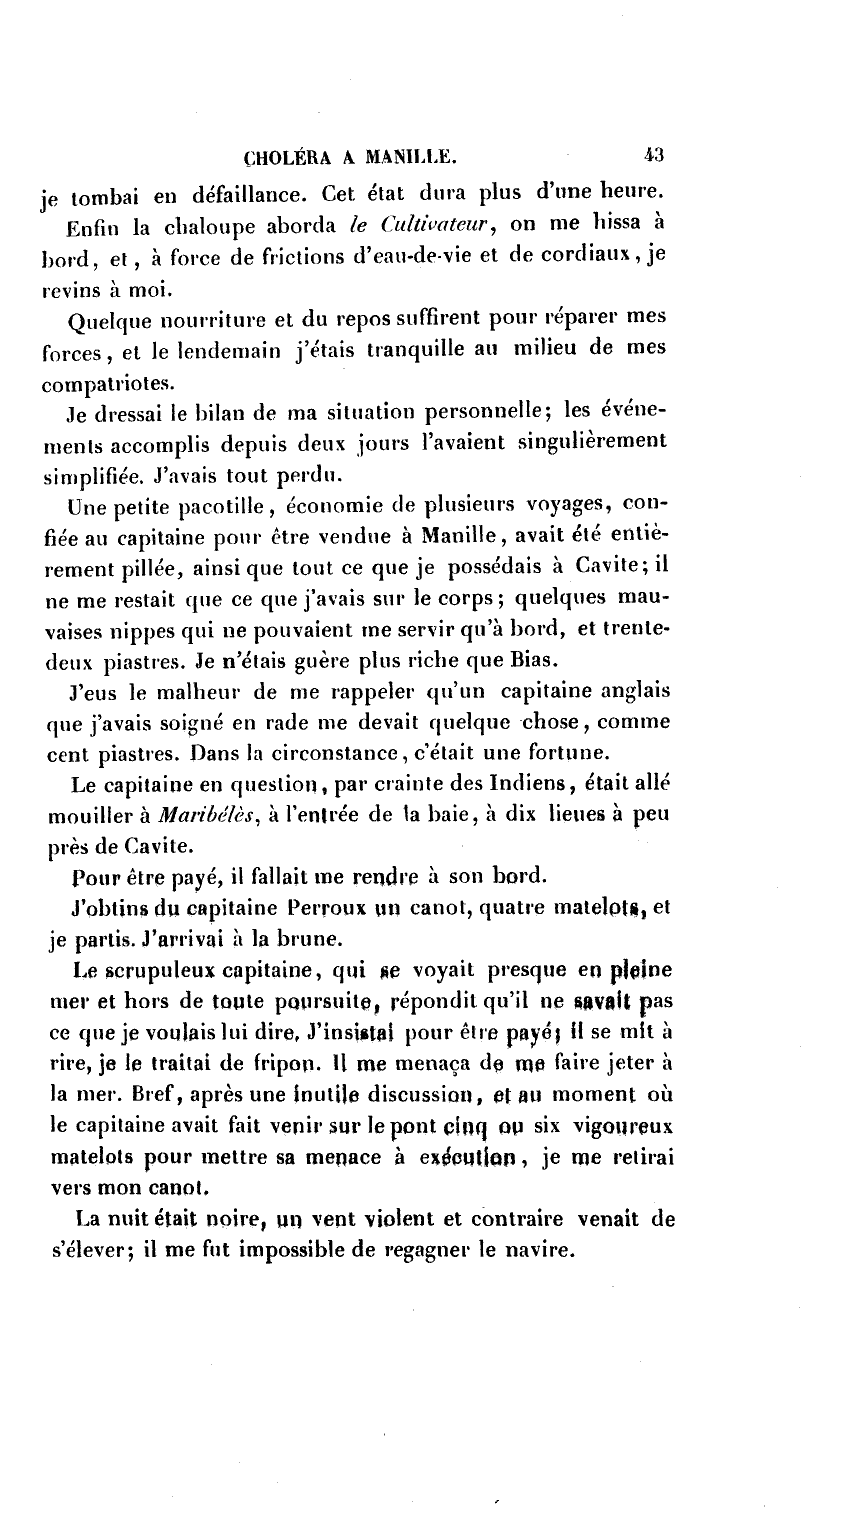 CHOLÉRA A MANILLE. 43
je tombai en défaillance. Cet état dura plus d'une heure.
Enfin la chaloupe aborda le Cultivateur, on me hissa à
bord, et, à force de frictions d'eau-de-vie et de cordiaux, je
revins à moi.
Quelque nourriture et du repos suffirent pour réparer mes
forces, et le lendemain j'étais tranquille au milieu de mes
compatriotes.
Je dressai le bilan de ma situation personnelle; les événe-
ments accomplis depuis deux jours l'avaient singulièrement
simplifiée. J'avais tout perdu.
Une petite pacotille, économie de plusieurs voyages, con-
fiée au capitaine pour être vendue à Manille, avait été entiè-
rement pillée, ainsi que tout ce que je possédais à Cavite; il
ne me restait que ce que j'avais sur le corps; quelques mau-
vaises nippes qui ne pouvaient me servir qu'à bord, et trente-
deux piastres. Je n'étais guère plus riche que Bias.
J'eus le malheur de me rappeler qu'un capitaine anglais
que j'avais soigné en rade me devait quelque chose, comme
cent piastres. Dans la circonstance, c'était une fortune.
Le capitaine en question, par crainte des Indiens, était allé
mouiller à Maribélès, à l'entrée de la baie, à dix lieues à peu
près de Cavite.
Pour être payé, il fallait me rendre à son bord.
J'obtins du capitaine Perroux un canot, quatre matelots, et
je partis. J'arrivai à la brune.
Le scrupuleux capitaine, qui se voyait presque en pleine
mer et hors de toute poursuite, répondit qu'il ne savait pas
ce que je voulais lui dire. J'insistai pour être payé; il se mit à
rire, je le traitai de fripon. Il me menaça de me faire jeter à
la mer. Bref, après une inutile discussion, et au moment où
le capitaine avait fait venir sur le pont cinq ou six vigoureux
matelots pour mettre sa menace à exécution, je me retirai
vers mon canot.
La nuit était noire, un vent violent et contraire venait de
s'élever; il me fut impossible de regagner le navire.